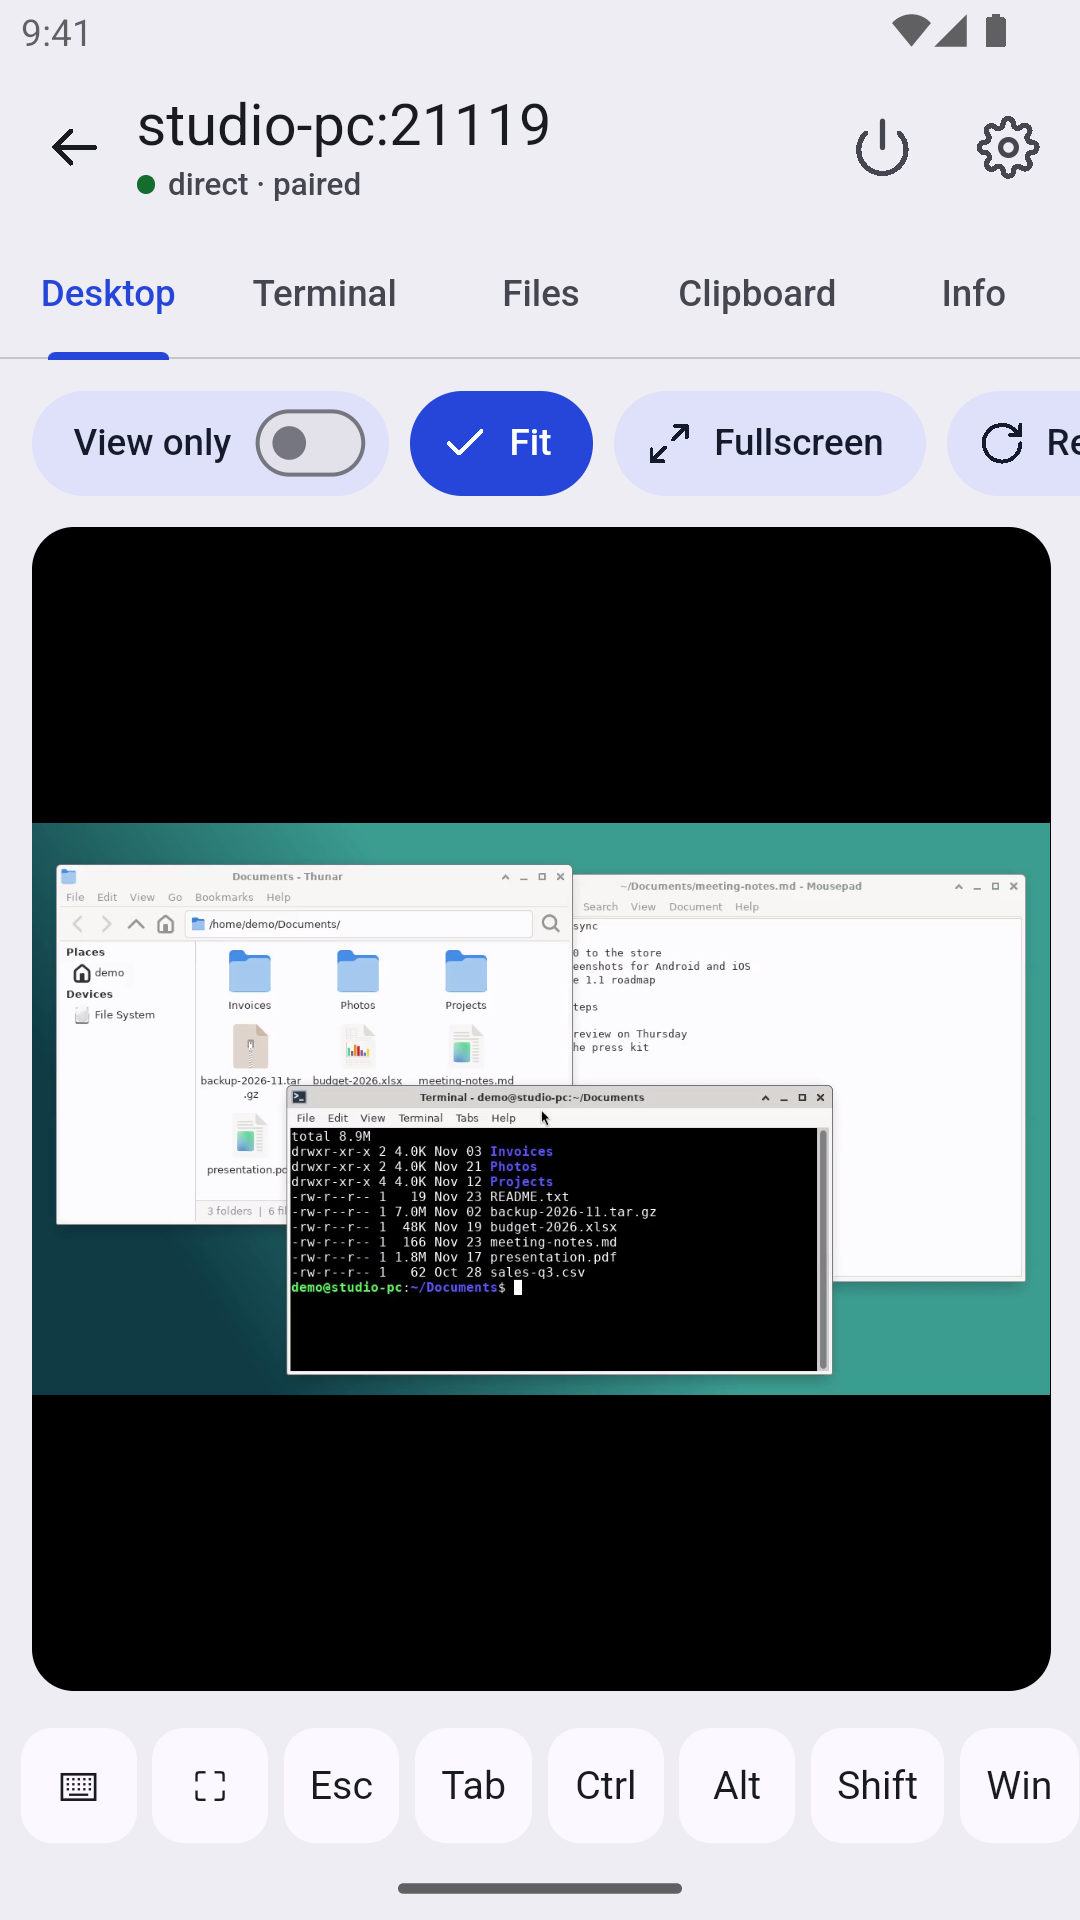 9:41
studio-pc:21119
direct · paired
Desktop Terminal Files Clipboard Info
View only Fit Fullscreen
Documents - Thunar
File Edit View Go Bookmarks Help
/home/demo/Documents/
Places
demo
Devices
File System
Invoices Photos Projects
backup-2026-11.tar.gz budget-2026.xlsx meeting-notes.md
3 folders | 6
~/Documents/meeting-notes.md - Mousepad
Search View Document Help
sync
0 to the store
eenshots for Android and iOS
e 1.1 roadmap
teps
review on Thursday
he press kit
Terminal - demo@studio-pc:~/Documents
File Edit View Terminal Tabs Help
total 8.9M
drwxr-xr-x 2 4.0K Nov 03 Invoices
drwxr-xr-x 2 4.0K Nov 21 Photos
drwxr-xr-x 4 4.0K Nov 12 Projects
-rw-r--r-- 1 19 Nov 23 README.txt
-rw-r--r-- 1 7.0M Nov 02 backup-2026-11.tar.gz
-rw-r--r-- 1 48K Nov 19 budget-2026.xlsx
-rw-r--r-- 1 166 Nov 23 meeting-notes.md
-rw-r--r-- 1 1.8M Nov 17 presentation.pdf
-rw-r--r-- 1 62 Oct 28 sales-q3.csv
demo@studio-pc:~/Documents$
Esc Tab Ctrl Alt Shift Win